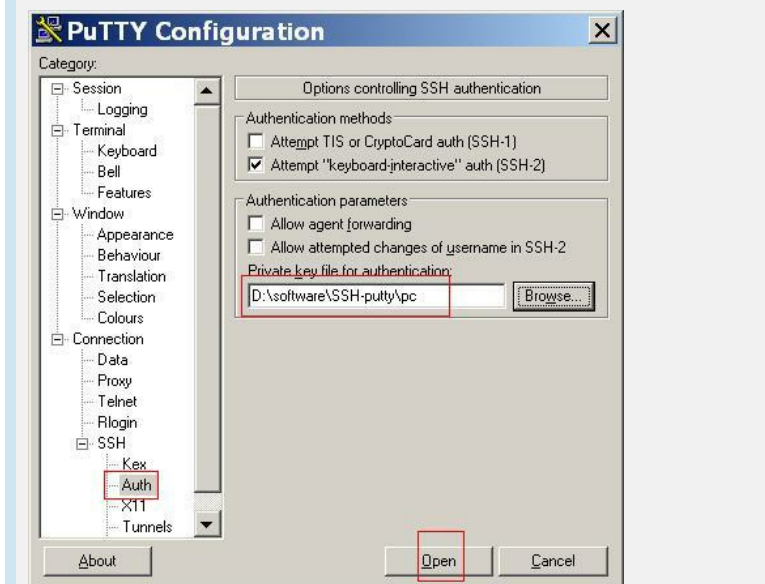 PuTTY Configuration
Category:
Session
Logging
Terminal
Keyboard
Bell
Features
Window
Appearance
Behaviour
Translation
Selection
Colours
Connection
Data
Proxy
Telnet
Rlogin
SSH
Kex
Auth
X11
Tunnels
Options controlling SSH authentication
Authentication methods
Attempt TIS or CryptoCard auth (SSH-1)
Attempt "keyboard-interactive" auth (SSH-2)
Authentication parameters
Allow agent forwarding
Allow attempted changes of username in SSH-2
Private key file for authentication:
D:\software\SSH-putty\pc
Browse...
About
Open
Cancel